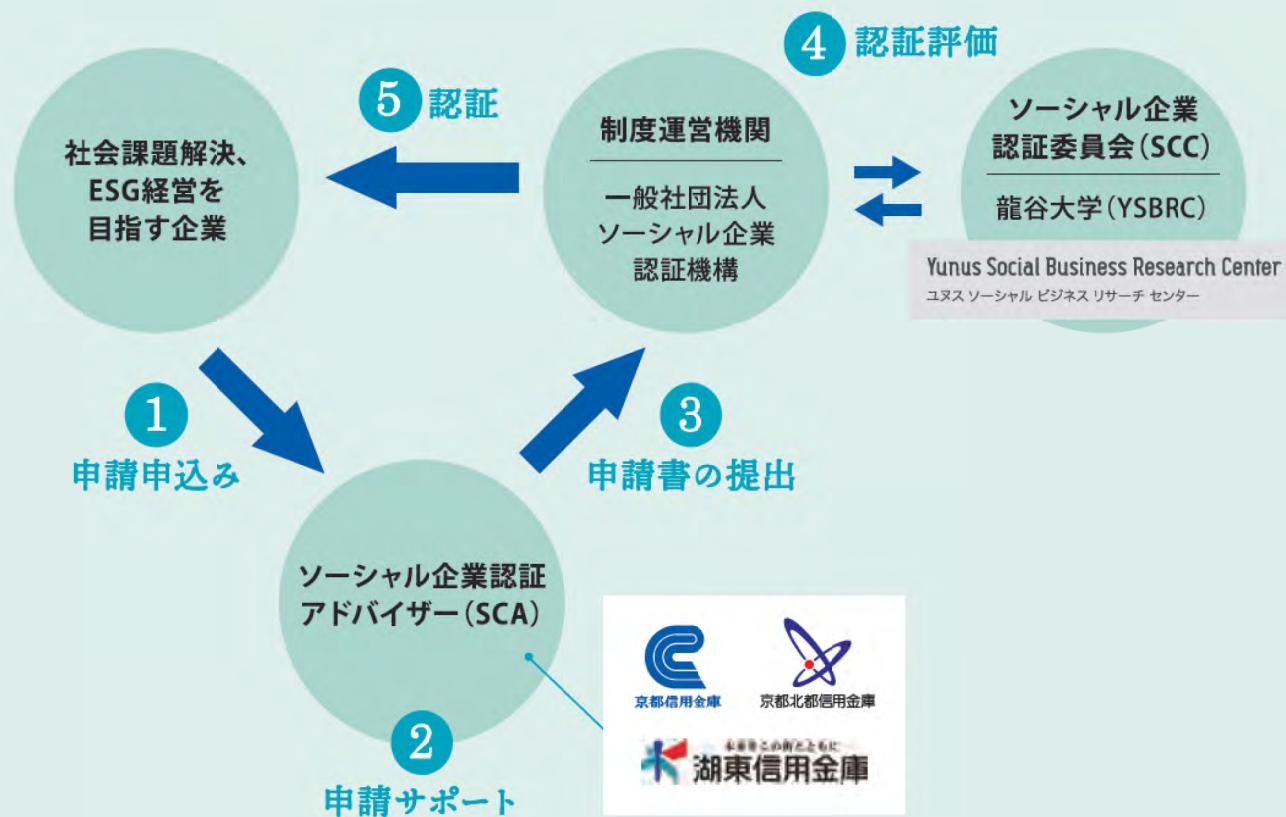 4 認証評価
5 認証
社会課題解決、
ESG経営を
目指す企業
制度運営機関
一般社団法人
ソーシャル企業
認証機構
ソーシャル企業
認証委員会(SCC)
龍谷大学(YSBRC)
Yunus Social Business Research Center
ユヌス ソーシャル ビジネス リサーチ センター
1
申請申込み
3
申請書の提出
ソーシャル企業認証
アドバイザー(SCA)
2
申請サポート
京都信用金庫
京都北都信用金庫
湖東信用金庫